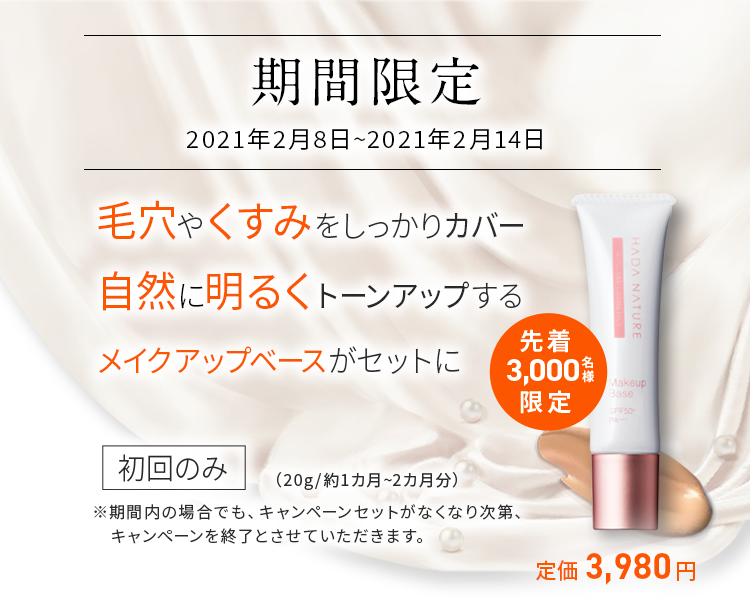 期間限定
2021年2月8日~2021年2月14日
毛穴やくすみをしっかりカバー
自然に明るくトーンアップする
メイクアップベースがセットに
先着
3,000名様
限定
HADA NATURE
Makeup
Base
SPF50+
初回のみ
（20g/約1カ月~2カ月分）
※期間内の場合でも、キャンペーンセットがなくなり次第、
キャンペーンを終了とさせていただきます。
定価 3,980円